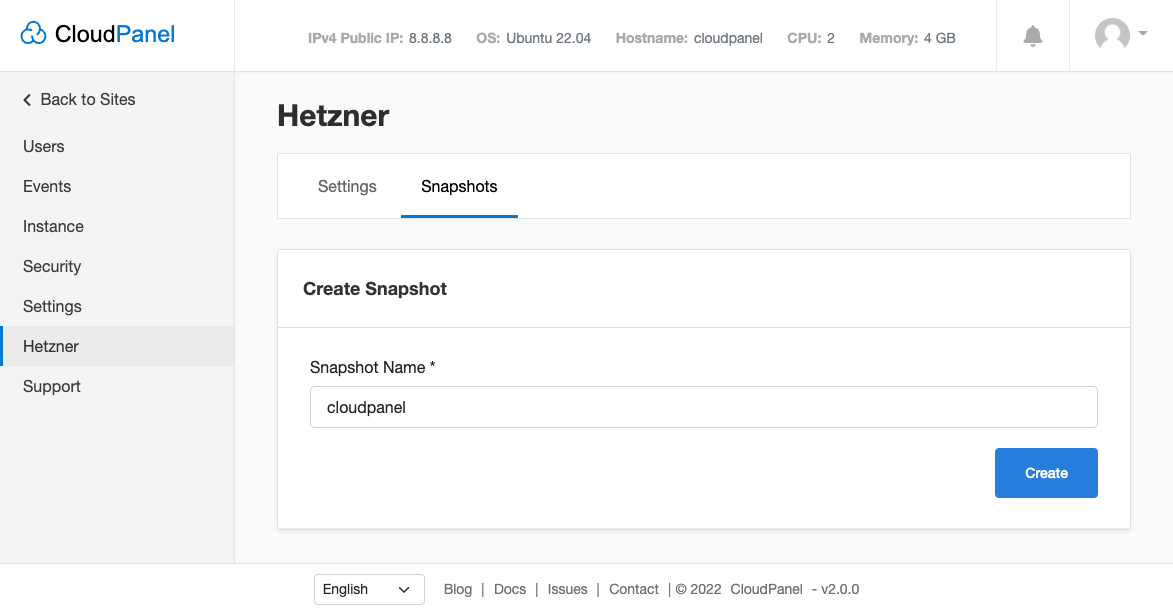 CloudPanel
IPv4 Public IP: 8.8.8.8 OS: Ubuntu 22.04 Hostname: cloudpanel CPU: 2 Memory: 4 GB
Back to Sites
Users
Events
Instance
Security
Settings
Hetzner
Support
Hetzner
Settings Snapshots
Create Snapshot
Snapshot Name *
cloudpanel
Create
English Blog | Docs | Issues | Contact | © 2022 CloudPanel - v2.0.0